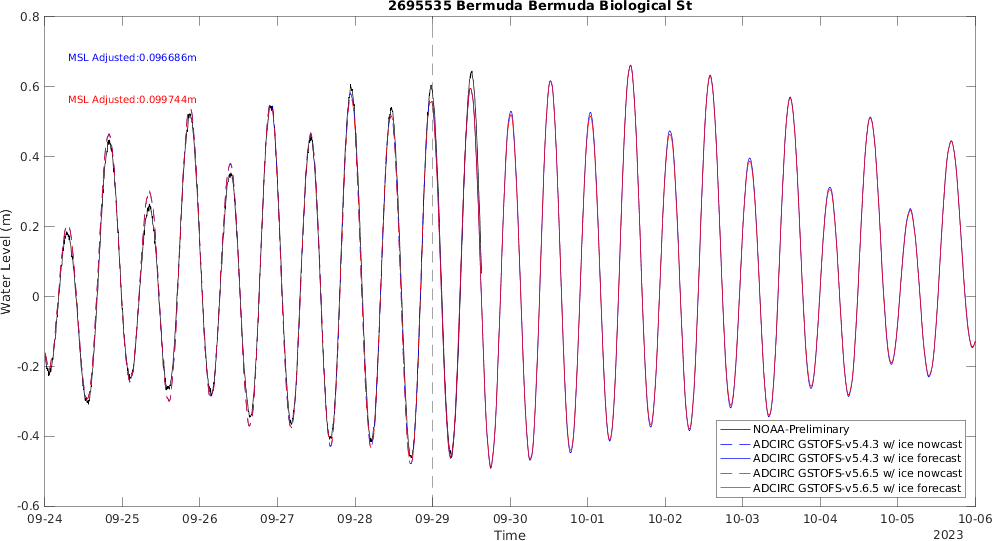 2695535 Bermuda Bermuda Biological St
0.8
MSL Adjusted:0.096686m
0.6
MSL Adjusted:0.099744m
0.4
0.2
Water Level (m)
0
-0.2
-0.4
NOAA-Preliminary
ADCIRC GSTOFS-v5.4.3 w/ ice nowcast
ADCIRC GSTOFS-v5.4.3 w/ ice forecast
ADCIRC GSTOFS-v5.6.5 w/ ice nowcast
ADCIRC GSTOFS-v5.6.5 w/ ice forecast
-0.6
09-24 09-25 09-26 09-27 09-28 09-29 09-30 10-01 10-02 10-03 10-04 10-05 10-06
Time
2023